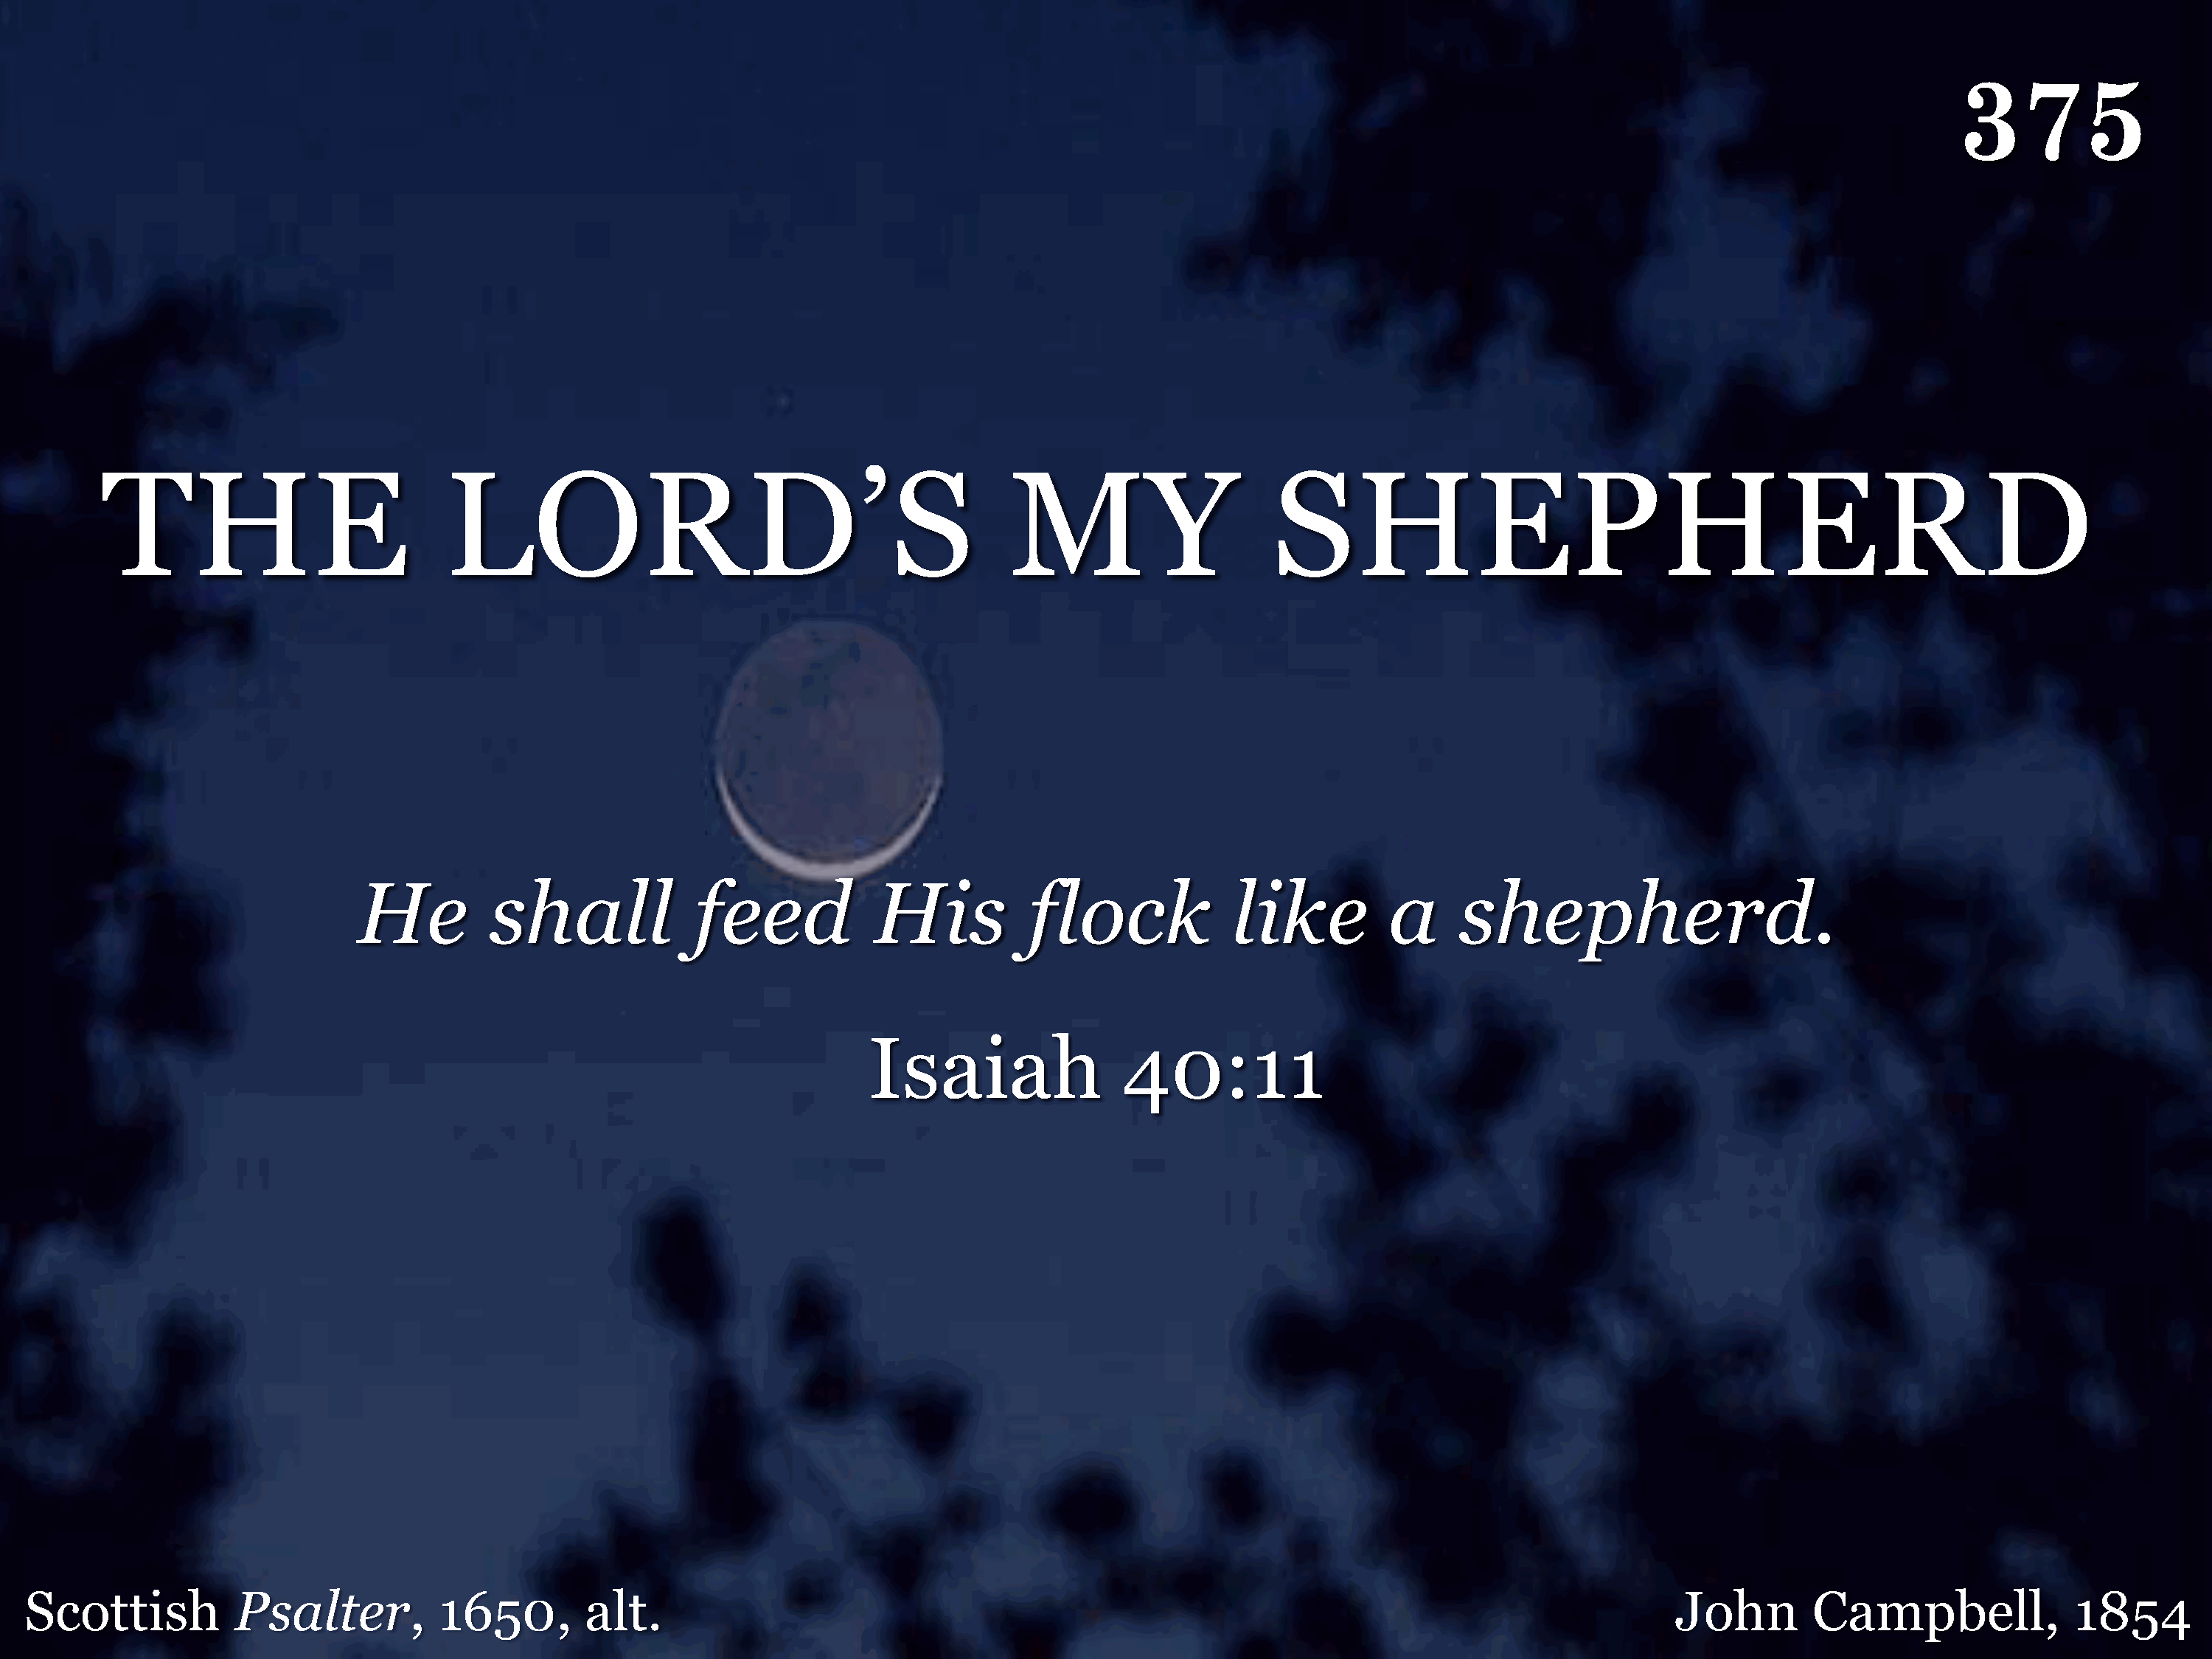 375
THE LORD’S MY SHEPHERD
He shall feed His flock like a shepherd.
Isaiah 40:11
Scottish Psalter, 1650, alt.
John Campbell, 1854